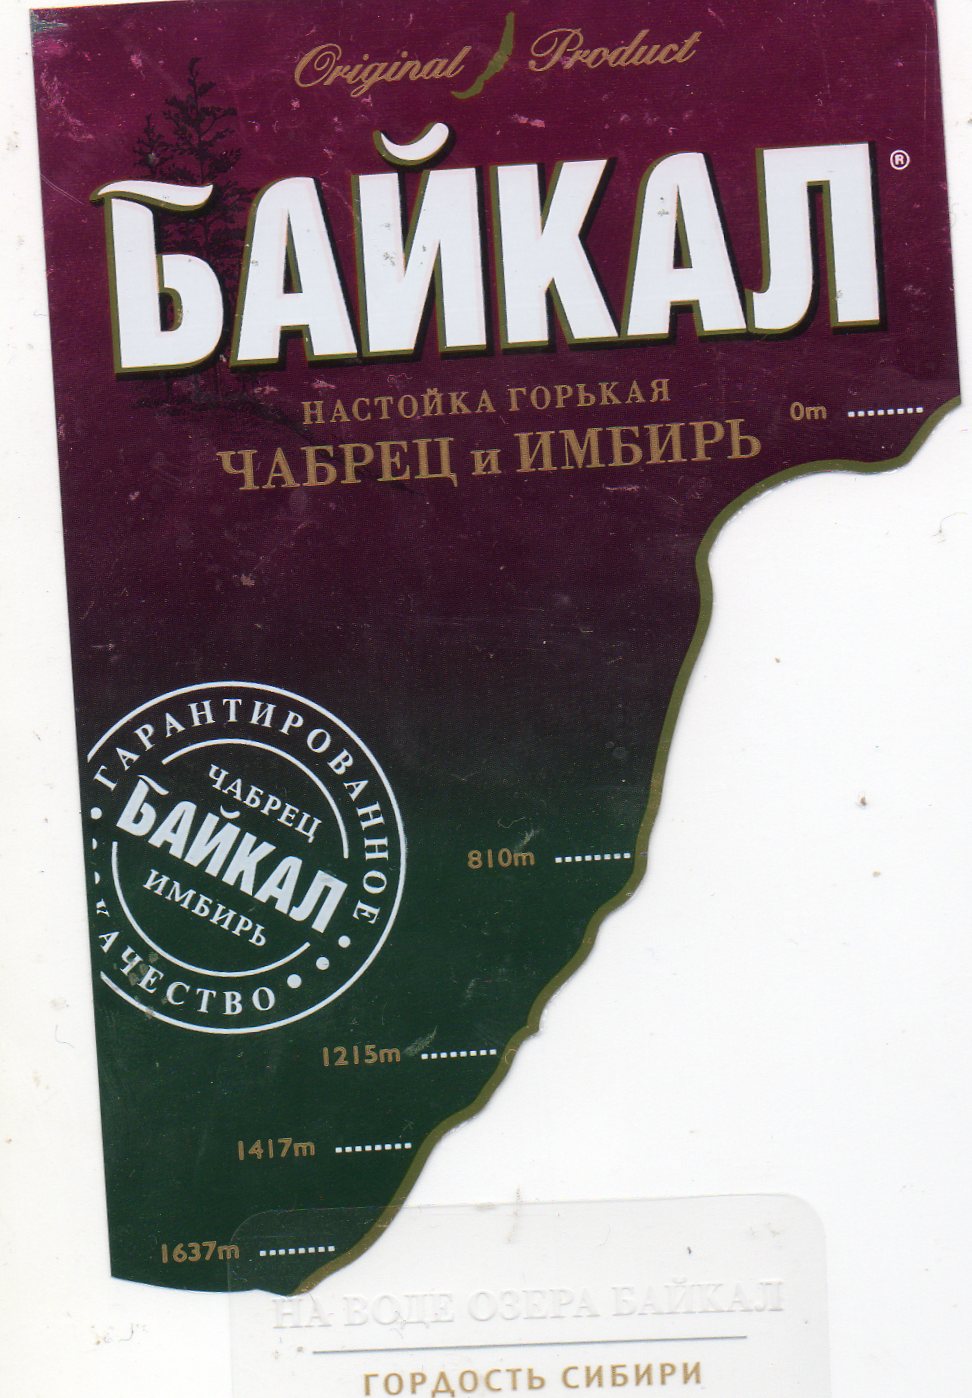 Original Product
БАЙКАЛ®
НАСТОЙКА ГОРЬКАЯ
ЧАБРЕЦ и ИМБИРЬ
0m
ГАРАНТИРОВАННОЕ
ЧАБРЕЦ
БАЙКАЛ
ИМБИРЬ
КАЧЕСТВО
810m
1215m
1417m
1637m
НА ВОДЕ ОЗЕРА БАЙКАЛ
ГОРДОСТЬ СИБИРИ